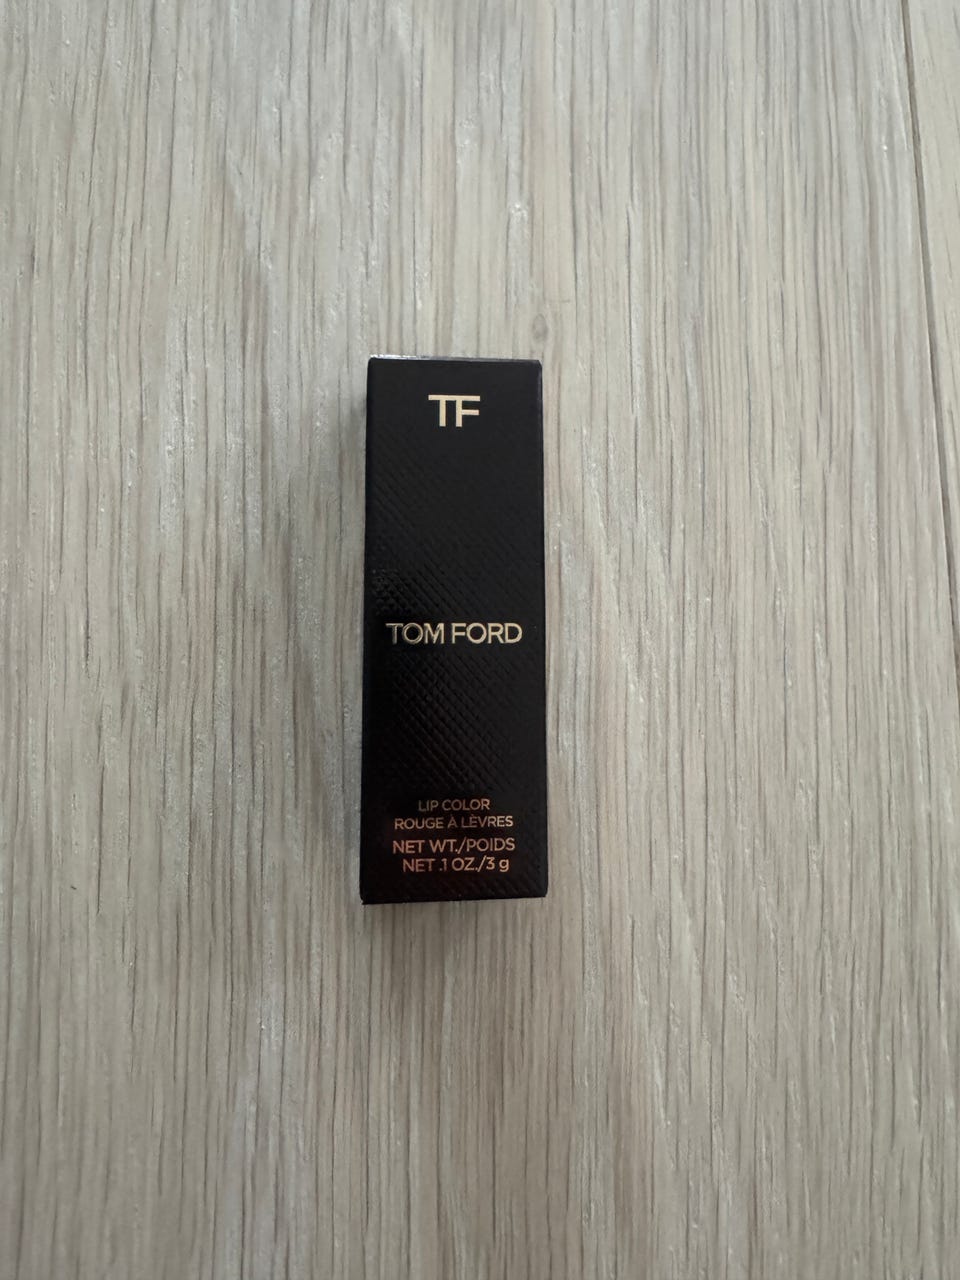 TF
TOM FORD
LIP COLOR
ROUGE À LÈVRES
NET WT./POIDS
NET .1 OZ./3 g